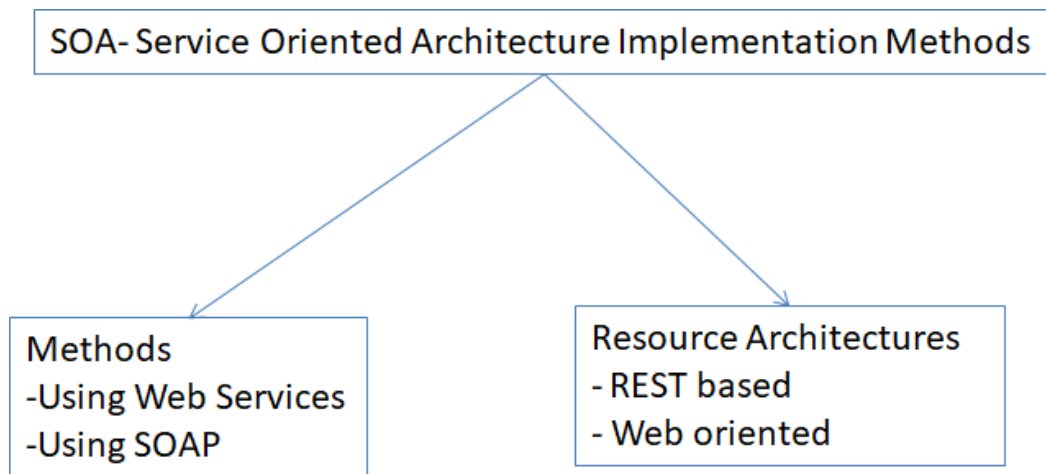 SOA- Service Oriented Architecture Implementation Methods
Methods
-Using Web Services
-Using SOAP
Resource Architectures
- REST based
- Web oriented